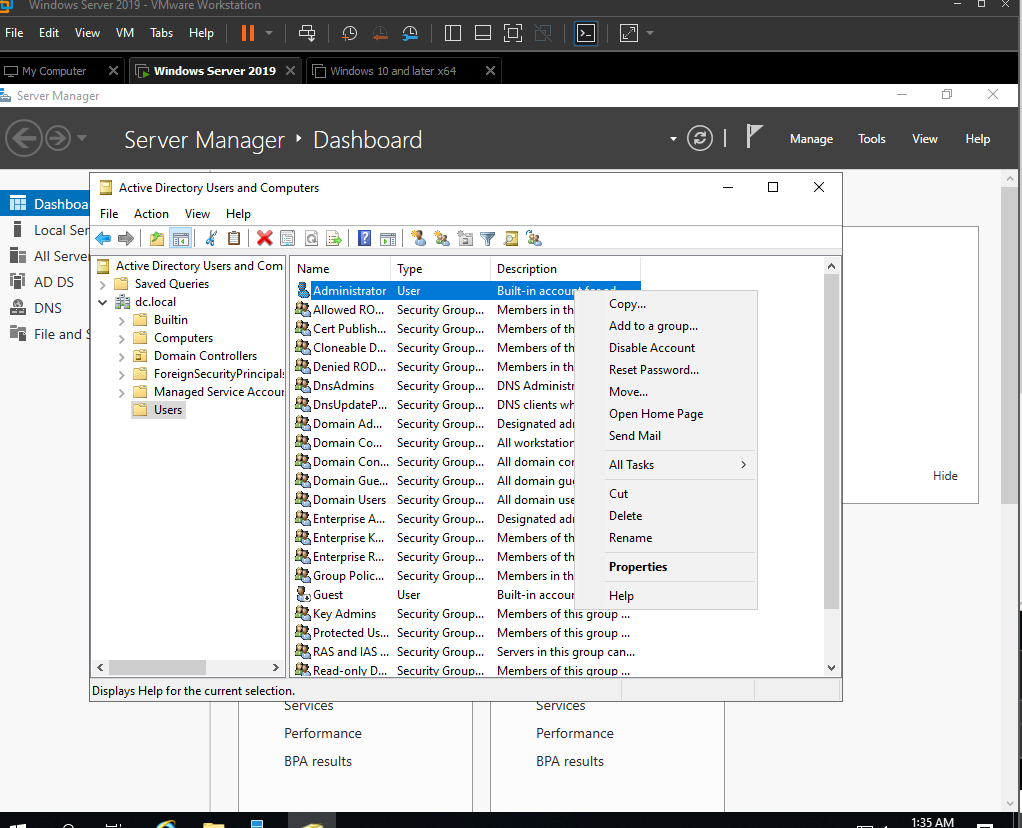 Windows Server 2019 - VMware Workstation
File Edit View VM Tabs Help
My Computer Windows Server 2019 Windows 10 and later x64
Server Manager
Server Manager Dashboard Manage Tools View Help
Active Directory Users and Computers
File Action View Help
Dashboa
Local Ser
All Server
AD DS
DNS
File and S
Active Directory Users and Com
Saved Queries
dc.local
Builtin
Computers
Domain Controllers
ForeignSecurityPrincipals
Managed Service Accour
Users
Name Type Description
Administrator User Built-in account for ad
Allowed RO... Security Group... Members in th
Cert Publish... Security Group... Members of th
Cloneable D... Security Group... Members of th
Denied ROD... Security Group... Members in th
DnsAdmins Security Group... DNS Administr
DnsUpdateP... Security Group... DNS clients wh
Domain Ad... Security Group... Designated adr
Domain Co... Security Group... All workstation
Domain Con... Security Group... All domain cor
Domain Gue... Security Group... All domain gu
Domain Users Security Group... All domain use
Enterprise A... Security Group... Designated adr
Enterprise K... Security Group... Members of th
Enterprise R... Security Group... Members of th
Group Polic... Security Group... Members in th
Guest User Built-in accour
Key Admins Security Group... Members of this group ...
Protected Us... Security Group... Members of this group ...
RAS and IAS ... Security Group... Servers in this group can...
Read-only D... Security Group... Members of this group ...
Copy...
Add to a group...
Disable Account
Reset Password...
Move...
Open Home Page
Send Mail
All Tasks
Cut
Delete
Rename
Properties
Help
Hide
Displays Help for the current selection.
Services Services
Performance Performance
BPA results BPA results
1:35 AM